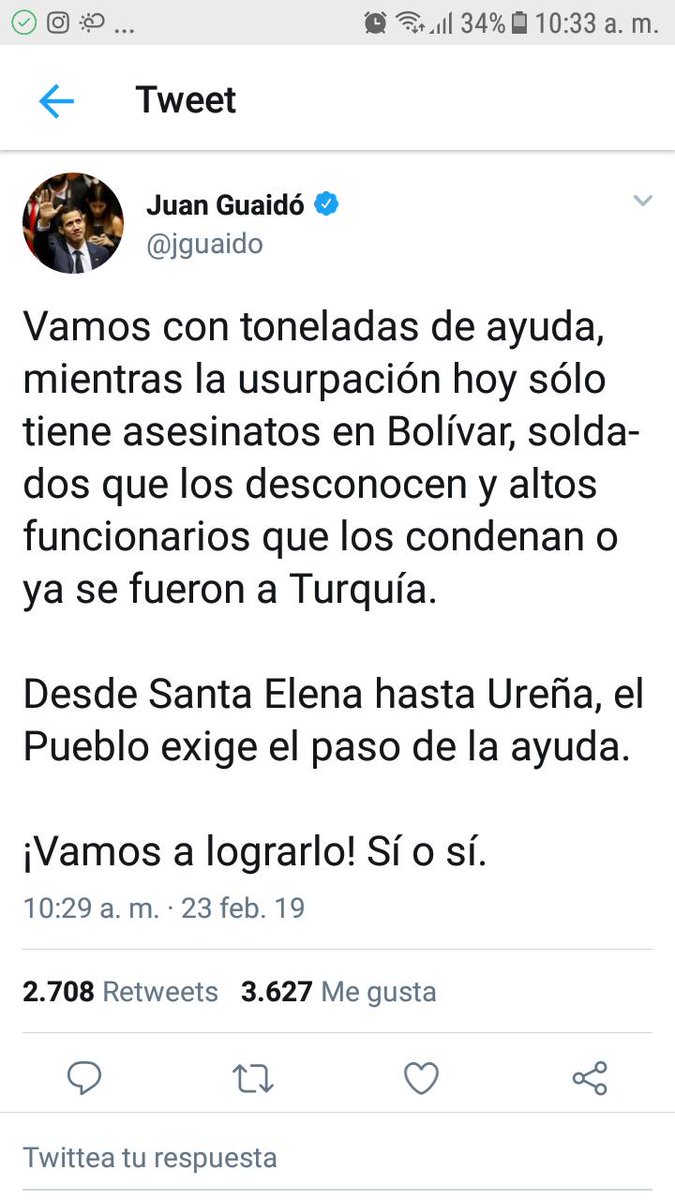 ... 34% 10:33 a. m.
Tweet
Juan Guaidó
@jguaido
Vamos con toneladas de ayuda,
mientras la usurpación hoy sólo
tiene asesinatos en Bolívar, solda-
dos que los desconocen y altos
funcionarios que los condenan o
ya se fueron a Turquía.
Desde Santa Elena hasta Ureña, el
Pueblo exige el paso de la ayuda.
¡Vamos a lograrlo! Sí o sí.
10:29 a. m. · 23 feb. 19
2.708 Retweets 3.627 Me gusta
Twittea tu respuesta